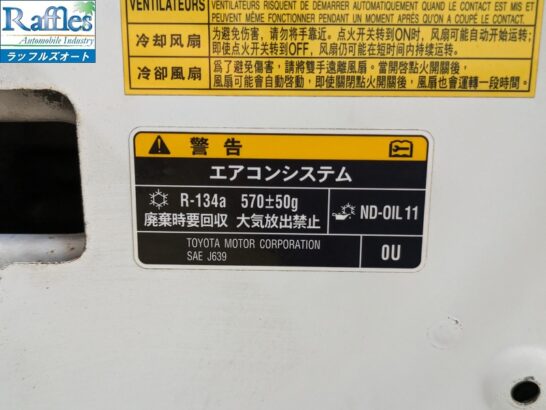 Raffles
Automobile Industry
ラッフルズオート
VENTILATEURS
VENTILATEURS RISQUENT DE DÉMARRER AUTOMATIQUEMENT QUAND LE CONTACT EST MIS ET
PEUVENT MÊME FONCTIONNER PENDANT UN MOMENT APRÈS QU'ON A COUPÉ LE CONTACT.
冷却风扇
为避免伤害,请勿将手靠近。点火开关转到ON时,风扇可能自动开始运转;
即使点火开关转到OFF,风扇仍可能在短时间内持续运转。
冷卻風扇
爲了避免傷害,請將雙手遠離風扇。當開啓點火開關後,
風扇可能會自動啓動,即使關閉點火開關後,風扇也會運轉一段時間。
警告
エアコンシステム
R-134a 570±50g
廃棄時要回収 大気放出禁止
ND-OIL 11
TOYOTA MOTOR CORPORATION
SAE J639
0U